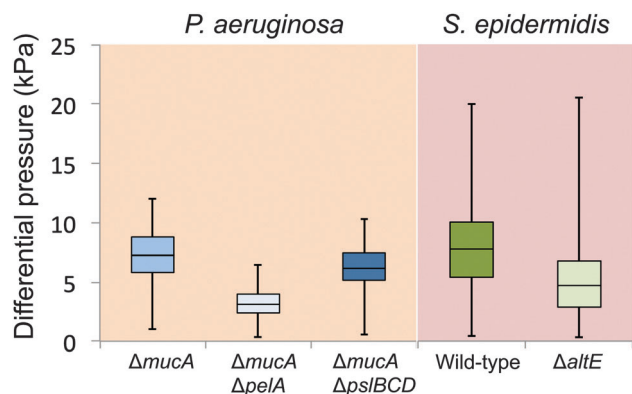 P. aeruginosa
S. epidermidis
Differential pressure (kPa)
25
20
15
10
5
0
ΔmucA
ΔmucA
ΔpelA
ΔmucA
ΔpslBCD
Wild-type
ΔaltE